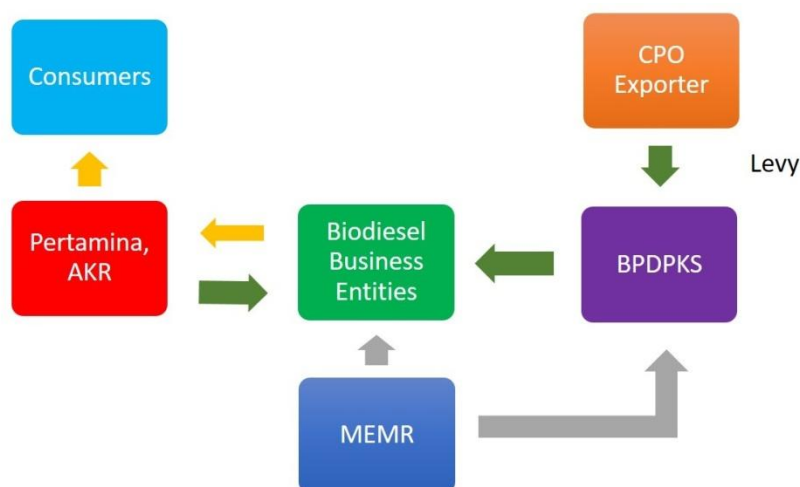 Consumers
CPO
Exporter
Levy
Pertamina,
AKR
Biodiesel
Business
Entities
BPDPKS
MEMR